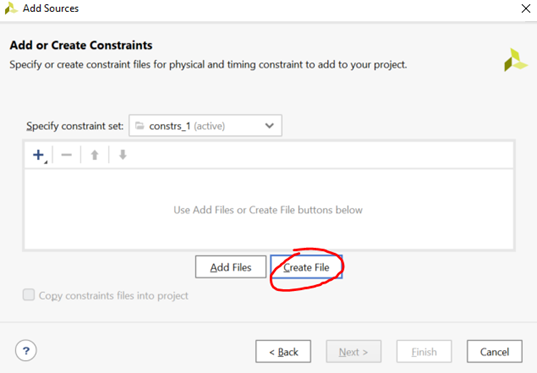 Add Sources
Add or Create Constraints
Specify or create constraint files for physical and timing constraint to add to your project.
Specify constraint set: constrs_1 (active)
Use Add Files or Create File buttons below
Add Files Create File
Copy constraints files into project
? < Back Next > Finish Cancel